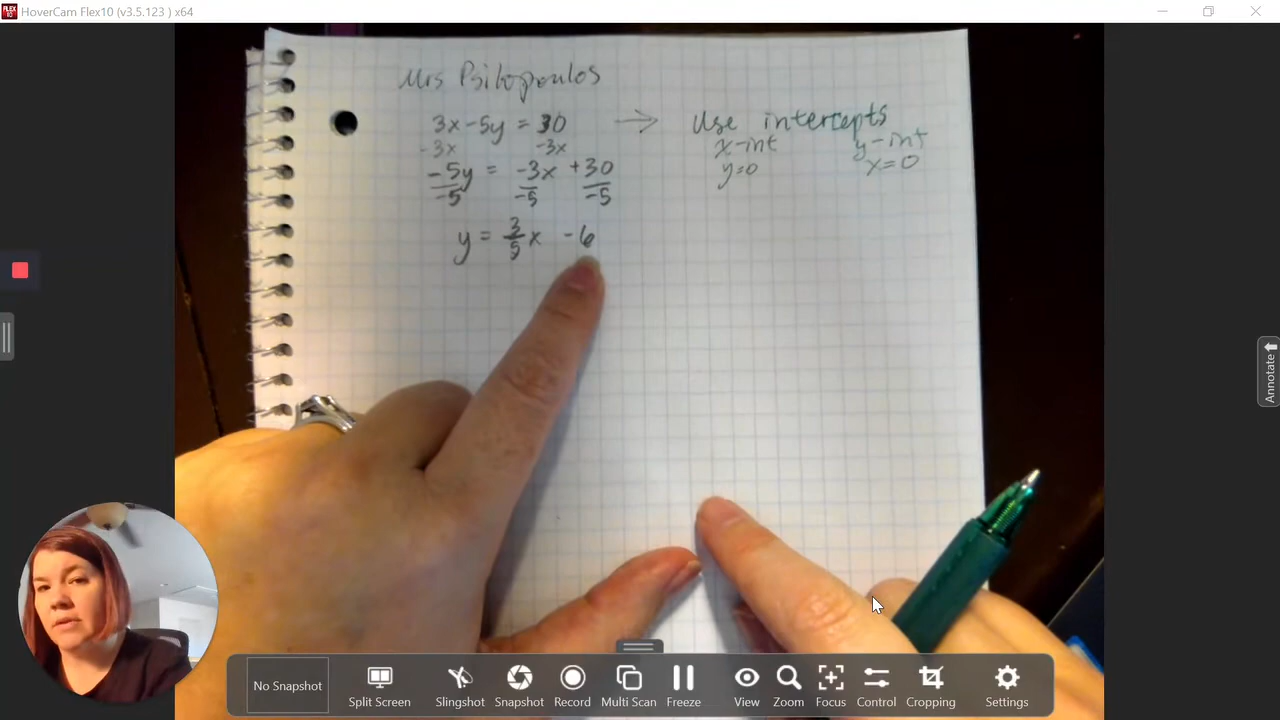 HoverCam Flex10 (v3.5.123 ) x64
Mrs Psilopoulos
3x-5y = 30 → Use intercepts
-3x -3x x-int y-int
-5y = -3x +30 y=0 x=0
-5 -5 -5
y = 3/5 x -6
Annotate
No Snapshot
Split Screen
Slingshot
Snapshot
Record
Multi Scan
Freeze
View
Zoom
Focus
Control
Cropping
Settings